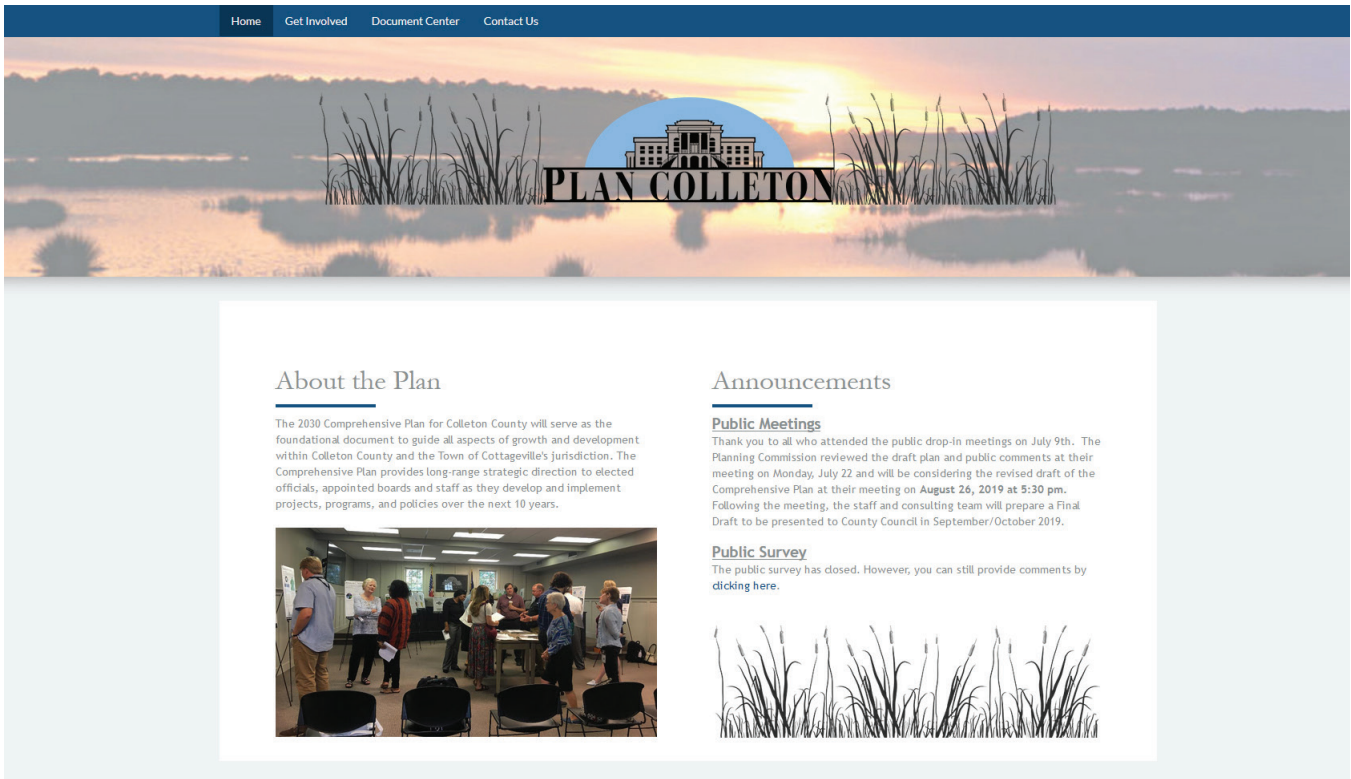 Home Get Involved Document Center Contact Us
PLAN COLLETON
About the Plan
The 2030 Comprehensive Plan for Colleton County will serve as the
foundational document to guide all aspects of growth and development
within Colleton County and the Town of Cottageville's jurisdiction. The
Comprehensive Plan provides long-range strategic direction to elected
officials, appointed boards and staff as they develop and implement
projects, programs, and policies over the next 10 years.
Announcements
Public Meetings
Thank you to all who attended the public drop-in meetings on July 9th. The
Planning Commission reviewed the draft plan and public comments at their
meeting on Monday, July 22 and will be considering the revised draft of the
Comprehensive Plan at their meeting on August 26, 2019 at 5:30 pm.
Following the meeting, the staff and consulting team will prepare a Final
Draft to be presented to County Council in September/October 2019.
Public Survey
The public survey has closed. However, you can still provide comments by
clicking here.